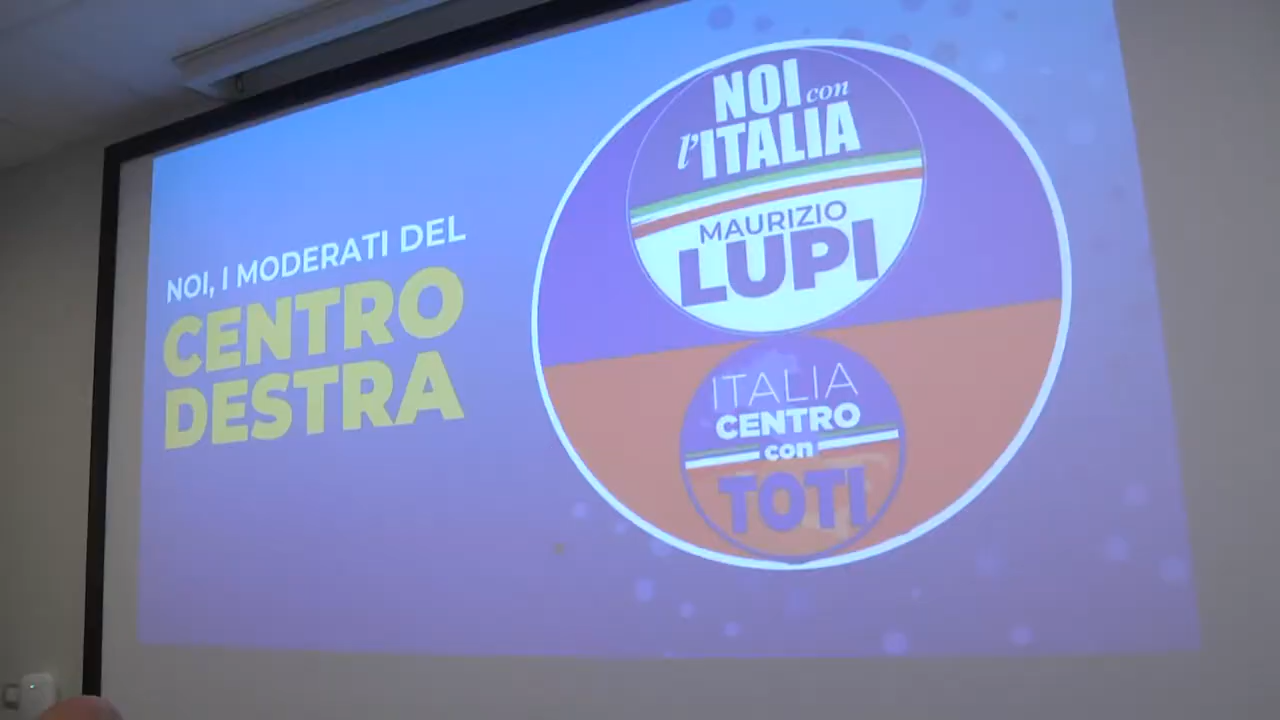 NOI, I MODERATI DEL
CENTRO
DESTRA
NOI con
l'ITALIA
MAURIZIO
LUPI
ITALIA
CENTRO
con
TOTI